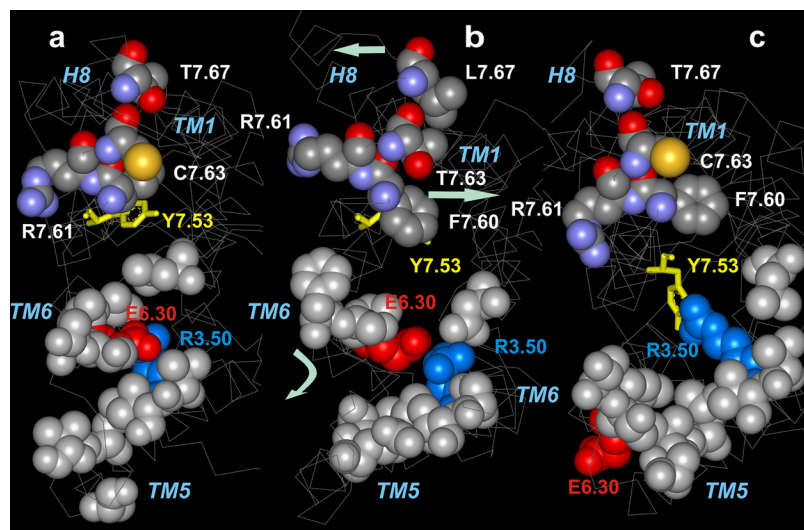 a
H8
T7.67
TM1
C7.63
R7.61
Y7.53
TM6
E6.30
R3.50
TM5
b
H8
L7.67
R7.61
TM1
T7.63
F7.60
Y7.53
TM6
E6.30
R3.50
TM6
TM5
c
H8
T7.67
TM1
C7.63
F7.60
R7.61
Y7.53
R3.50
E6.30
TM5